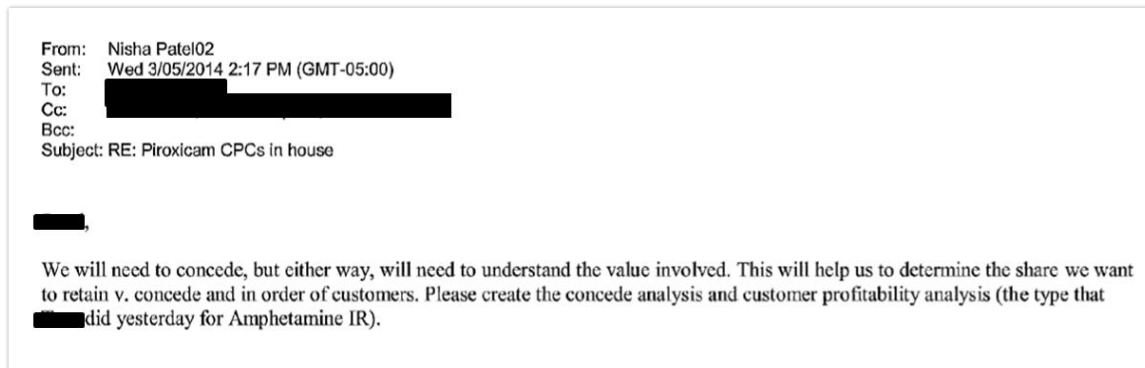 From: Nisha Patel02
Sent: Wed 3/05/2014 2:17 PM (GMT-05:00)
To:
Cc:
Bcc:
Subject: RE: Piroxicam CPCs in house
,
We will need to concede, but either way, will need to understand the value involved. This will help us to determine the share we want
to retain v. concede and in order of customers. Please create the concede analysis and customer profitability analysis (the type that
did yesterday for Amphetamine IR).